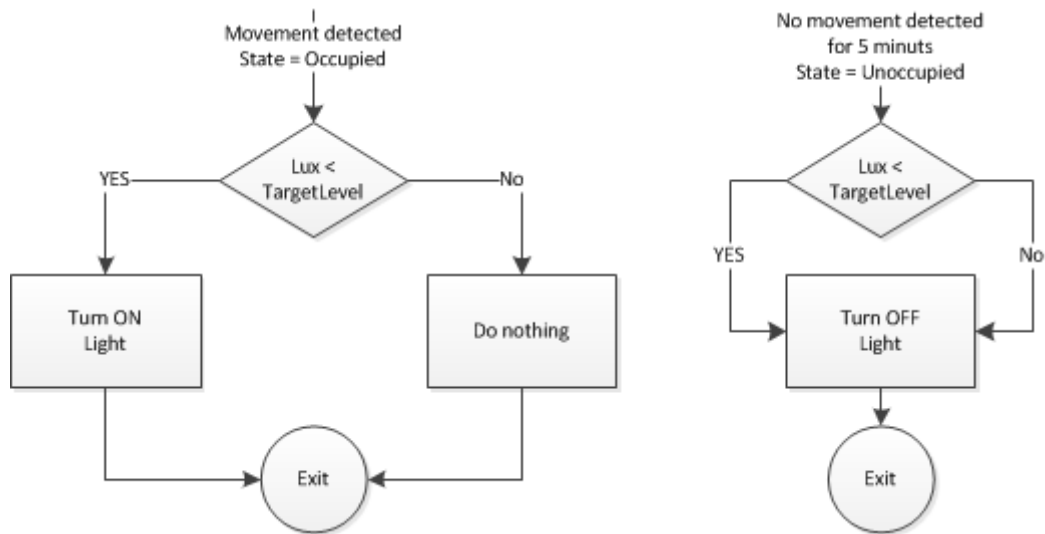 Movement detected
State = Occupied
Lux <
TargetLevel
YES
No
Turn ON
Light
Do nothing
Exit
No movement detected
for 5 minuts
State = Unoccupied
Lux <
TargetLevel
YES
No
Turn OFF
Light
Exit